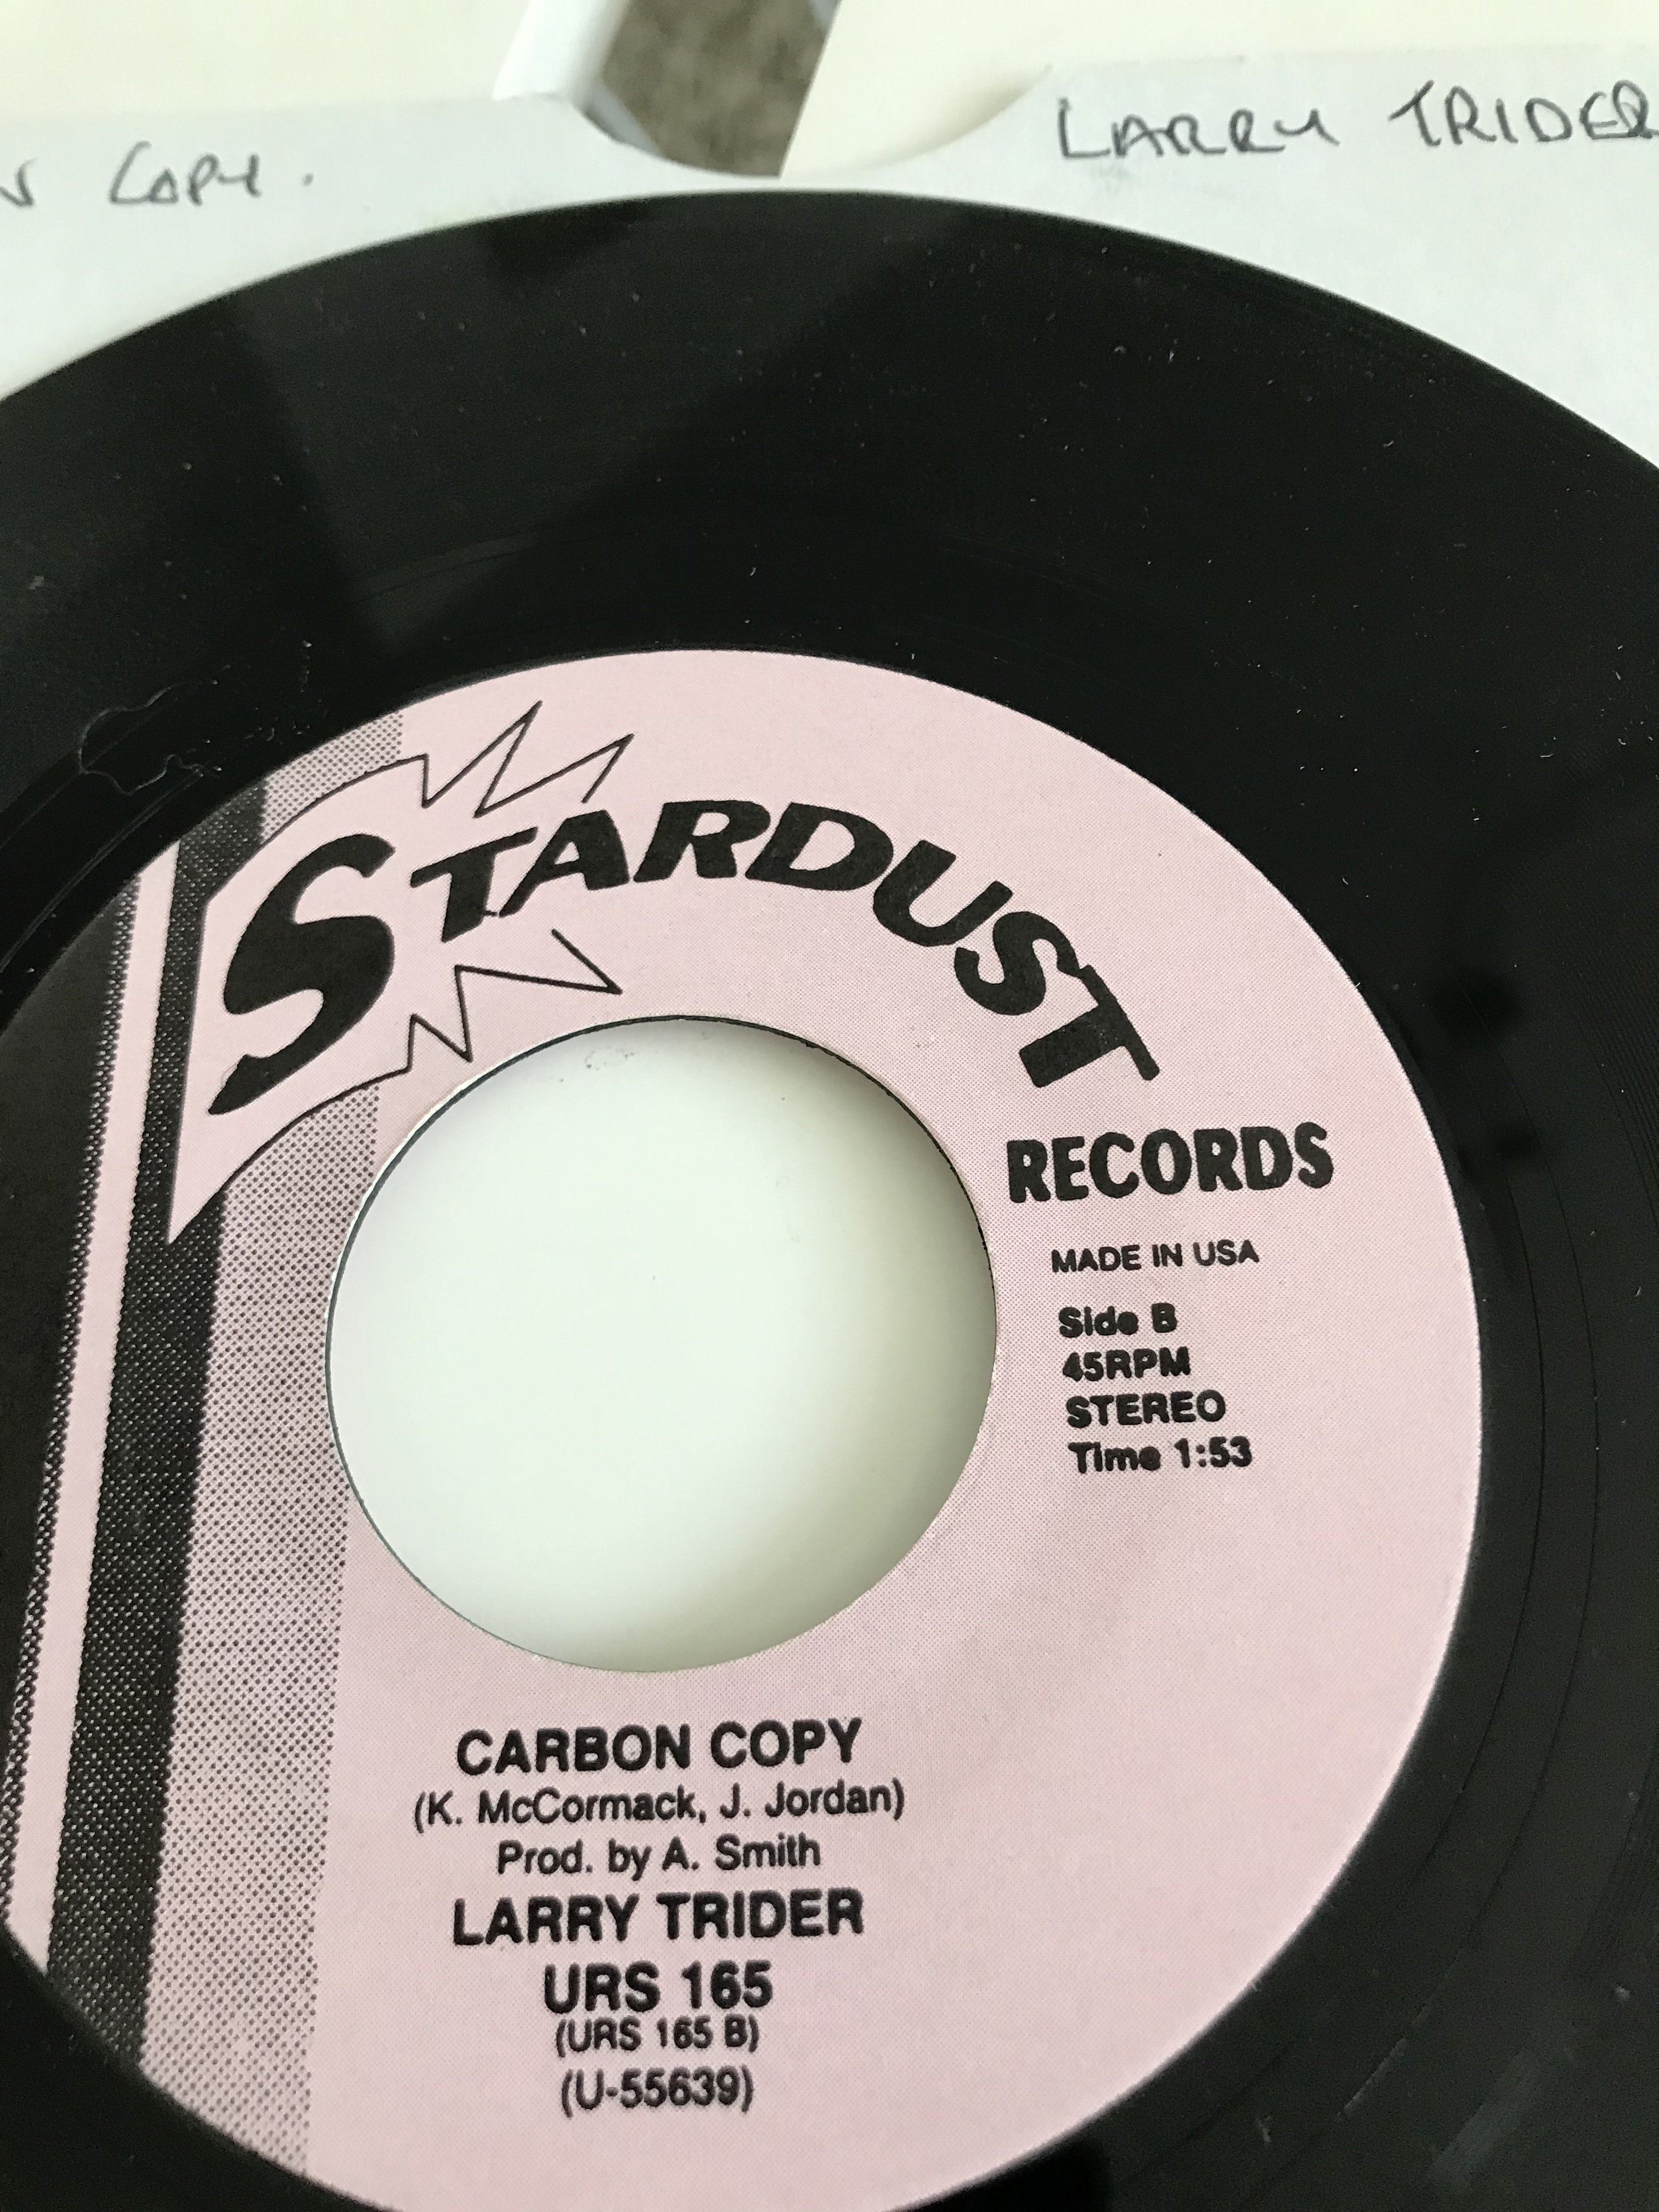 COPY.
LARRY TRIDER
STARDUST
RECORDS
MADE IN USA
Side B
45RPM
STEREO
Time 1:53
CARBON COPY
(K. McCormack, J. Jordan)
Prod. by A. Smith
LARRY TRIDER
URS 165
(URS 165 B)
(U-55639)